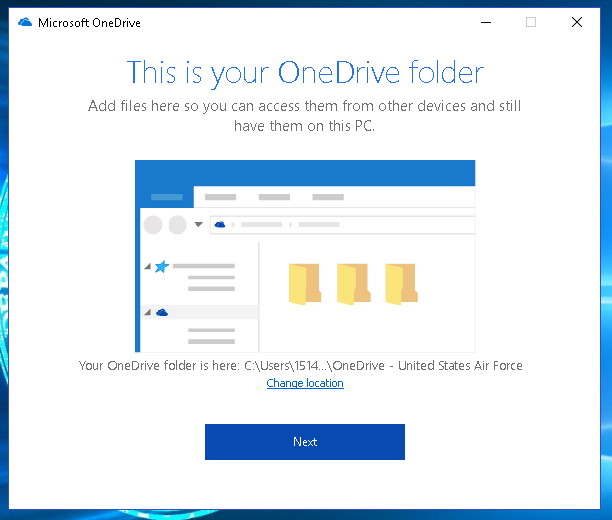 Microsoft OneDrive
This is your OneDrive folder
Add files here so you can access them from other devices and still
have them on this PC.
Your OneDrive folder is here: C:\Users\1514...\OneDrive - United States Air Force
Change location
Next